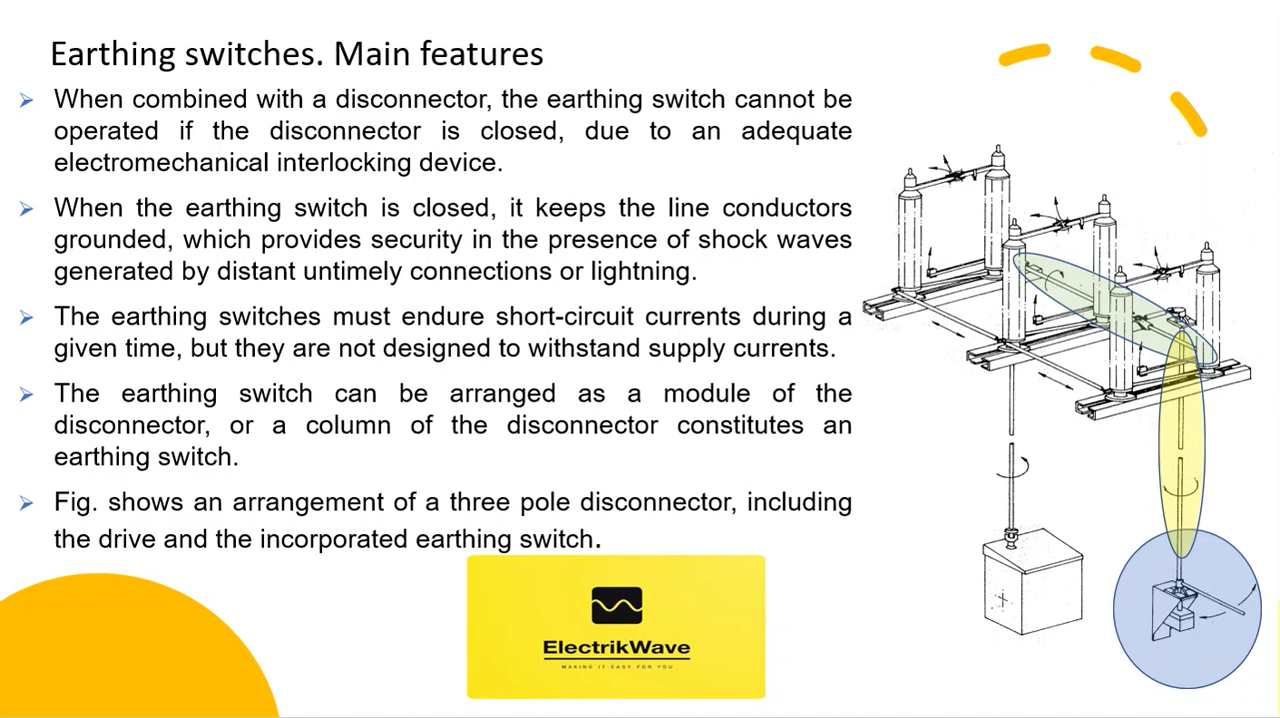 Earthing switches. Main features
When combined with a disconnector, the earthing switch cannot be
operated if the disconnector is closed, due to an adequate
electromechanical interlocking device.
When the earthing switch is closed, it keeps the line conductors
grounded, which provides security in the presence of shock waves
generated by distant untimely connections or lightning.
The earthing switches must endure short-circuit currents during a
given time, but they are not designed to withstand supply currents.
The earthing switch can be arranged as a module of the
disconnector, or a column of the disconnector constitutes an
earthing switch.
Fig. shows an arrangement of a three pole disconnector, including
the drive and the incorporated earthing switch.
ElectrikWave
MAKING IT EASY FOR YOU